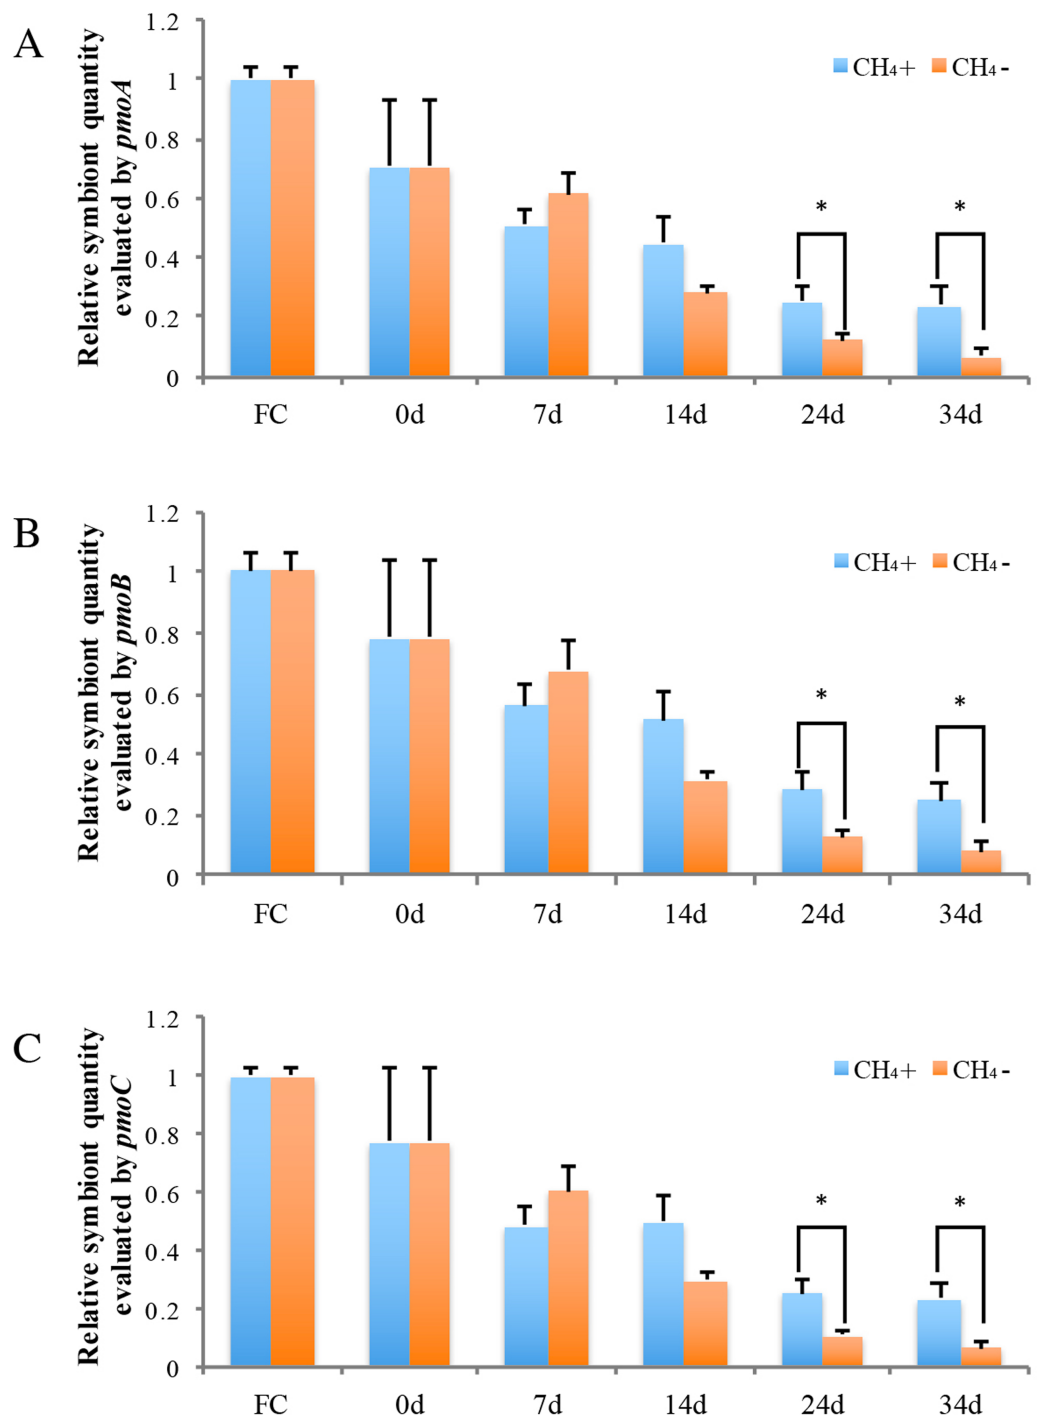 A
Relative symbiont quantity
evaluated by pmoA
1.2
1
0.8
0.6
0.4
0.2
0
CH₄+ CH₄-
* *
FC 0d 7d 14d 24d 34d
B
Relative symbiont quantity
evaluated by pmoB
1.2
1
0.8
0.6
0.4
0.2
0
CH₄+ CH₄-
* *
FC 0d 7d 14d 24d 34d
C
Relative symbiont quantity
evaluated by pmoC
1.2
1
0.8
0.6
0.4
0.2
0
CH₄+ CH₄-
* *
FC 0d 7d 14d 24d 34d